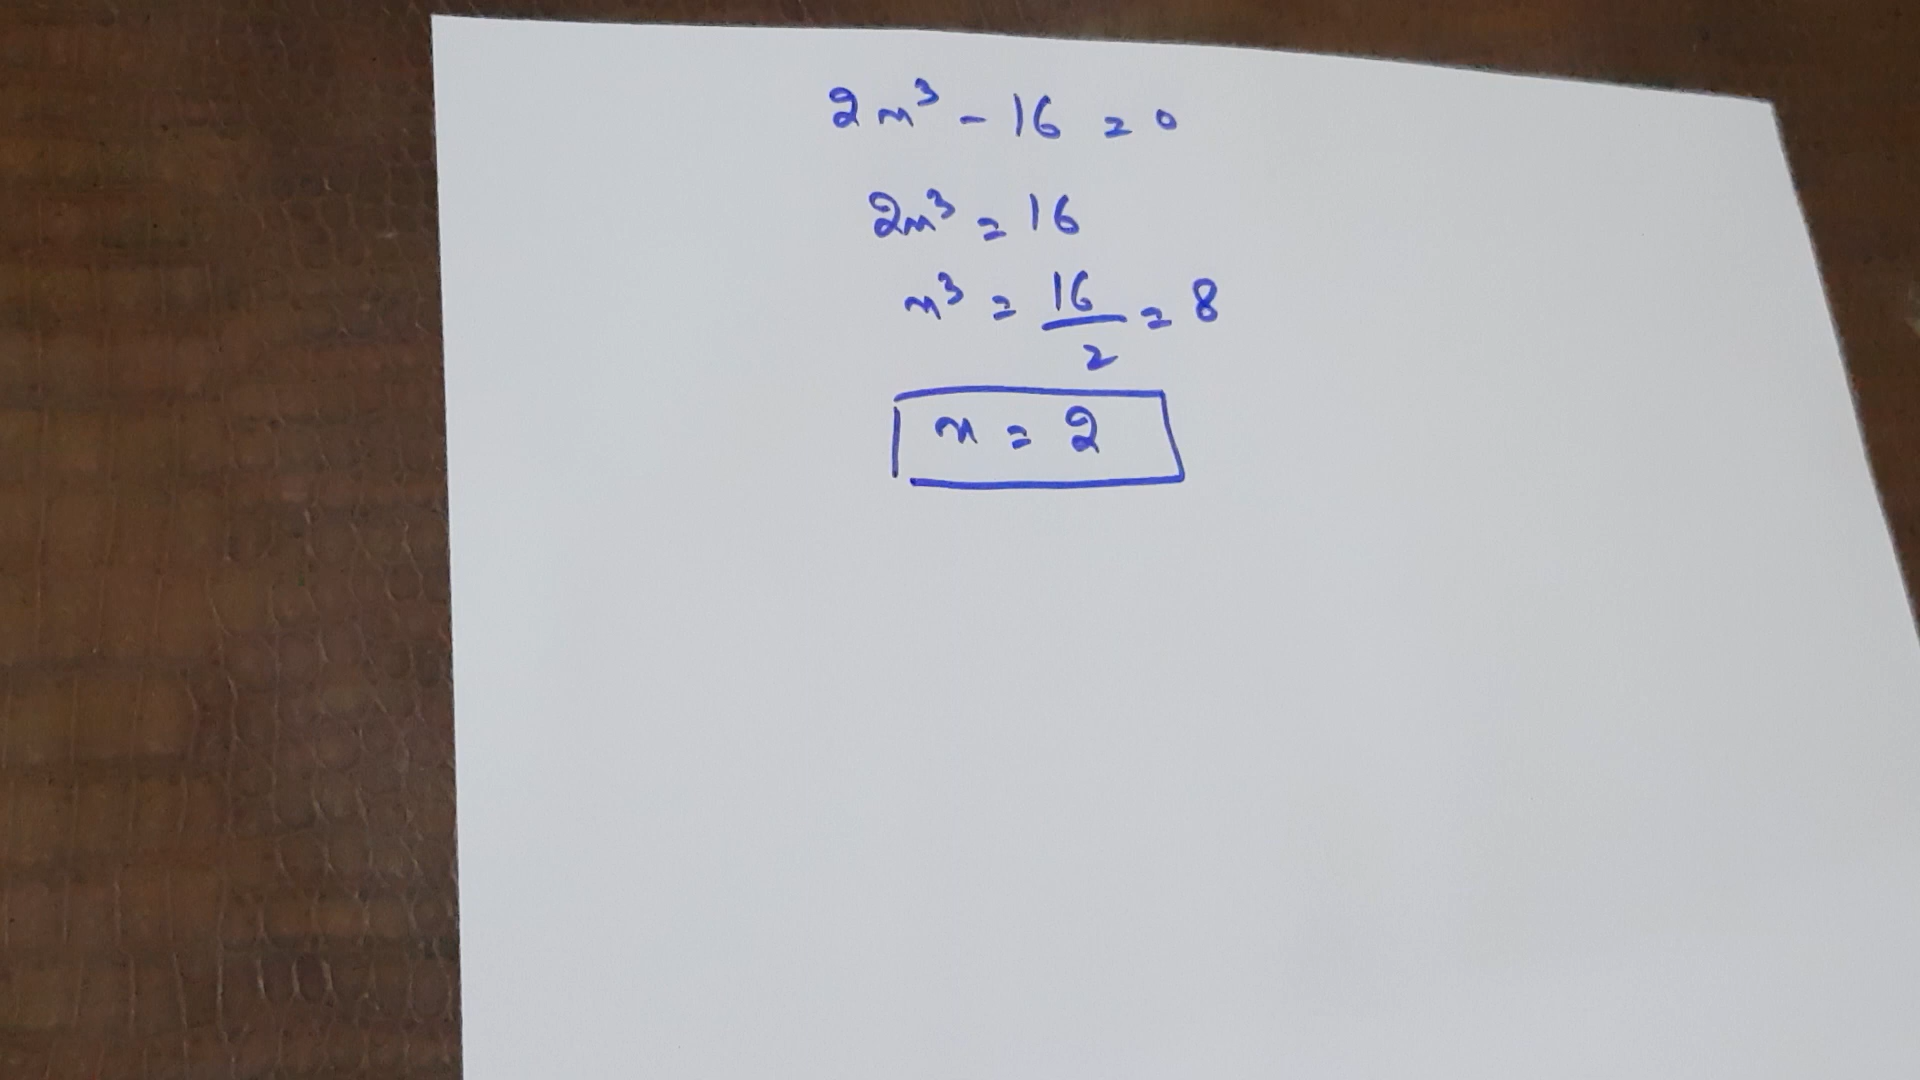 2x³ - 16 = 0
2x³ = 16
x³ = 16/2 = 8
x = 2